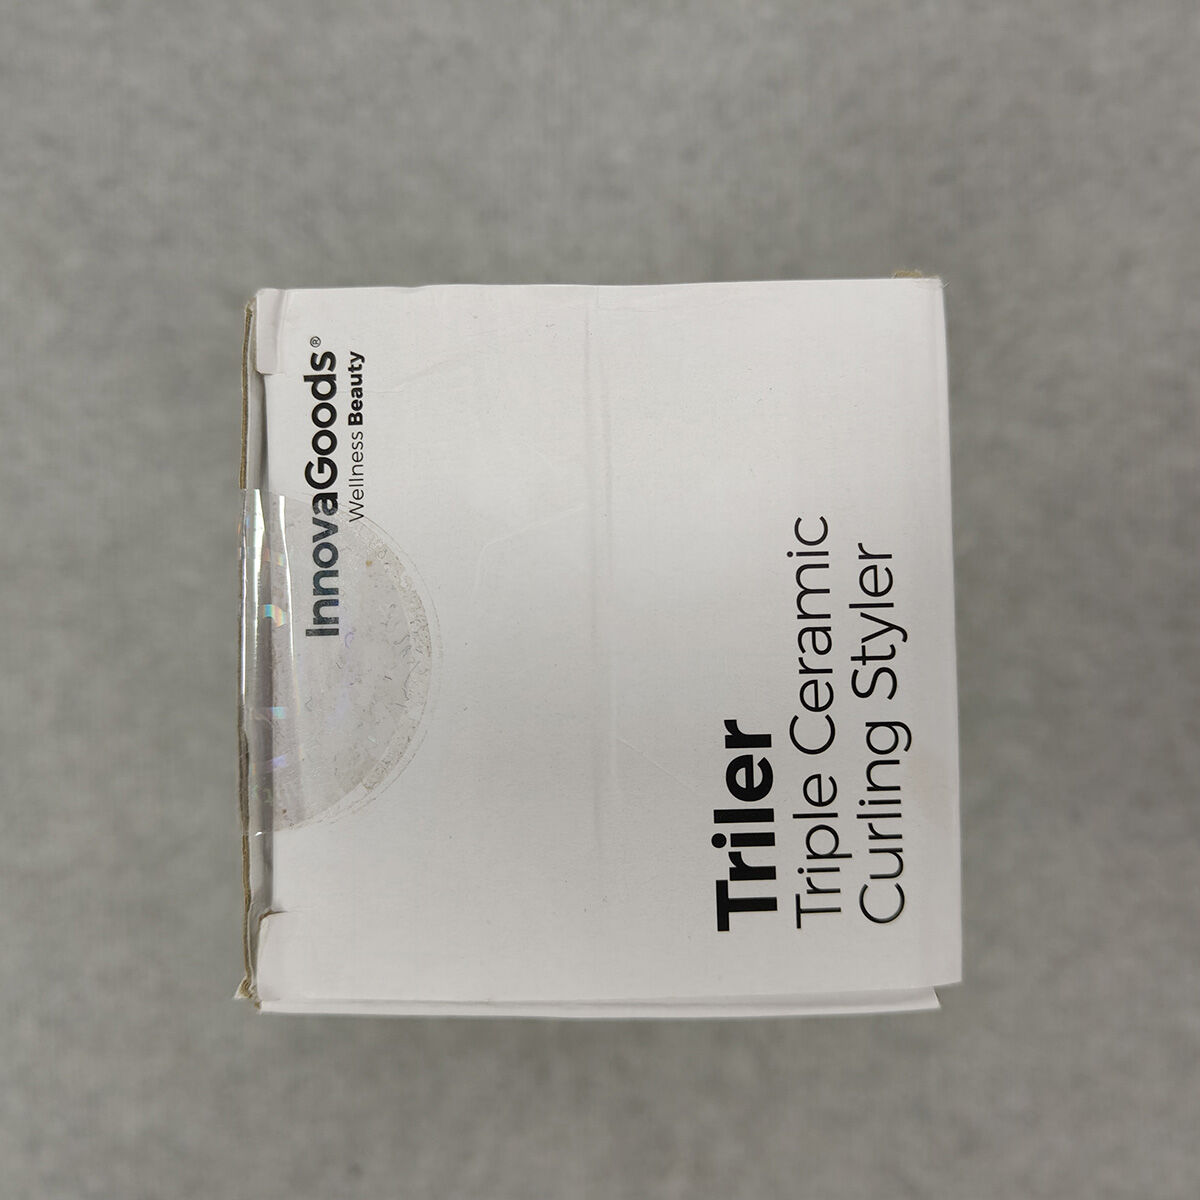 InnovaGoods®
Wellness Beauty
Triler
Triple Ceramic
Curling Styler